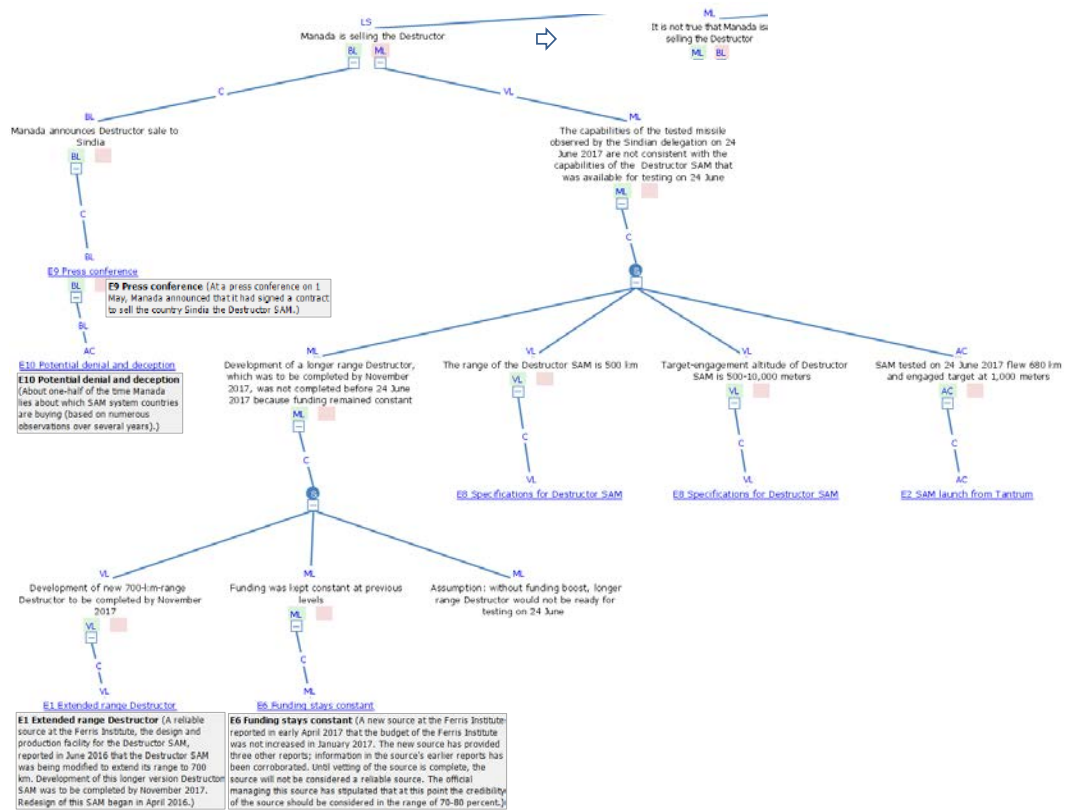 LS
Manada is selling the Destructor
BL ML
ML
It is not true that Manada is
selling the Destructor
ML BL
C
VL
BL
Manada announces Destructor sale to
Sindia
BL
ML
The capabilities of the tested missile
observed by the Sindian delegation on 24
June 2017 are not consistent with the
capabilities of the Destructor SAM that
was available for testing on 24 June
ML
C
C
BL
E9 Press conference
BL
E9 Press conference (At a press conference on 1
May, Manada announced that it had signed a contract
to sell the country Sindia the Destructor SAM.)
BL
AC
E10 Potential denial and deception
E10 Potential denial and deception
(About one-half of the time Manada
lies about which SAM system countries
are buying (based on numerous
observations over several years).)
&
ML
Development of a longer range Destructor,
which was to be completed by November
2017, was not completed before 24 June
2017 because funding remained constant
ML
C
VL
The range of the Destructor SAM is 500 km
VL
C
VL
E8 Specifications for Destructor SAM
VL
Target-engagement altitude of Destructor
SAM is 500-10,000 meters
VL
C
VL
E8 Specifications for Destructor SAM
AC
SAM tested on 24 June 2017 flew 680 km
and engaged target at 1,000 meters
AC
C
AC
E2 SAM launch from Tantrum
&
VL
Development of new 700-km-range
Destructor to be completed by November
2017
VL
C
VL
E1 Extended range Destructor
E1 Extended range Destructor (A reliable
source at the Ferris Institute, the design and
production facility for the Destructor SAM,
reported in June 2016 that the Destructor SAM
was being modified to extend its range to 700
km. Development of this longer version Destructor
SAM was to be completed by November 2017.
Redesign of this SAM began in April 2016.)
ML
Funding was kept constant at previous
levels
ML
C
ML
E6 Funding stays constant
E6 Funding stays constant (A new source at the Ferris Institute
reported in early April 2017 that the budget of the Ferris Institute
was not increased in January 2017. The new source has provided
three other reports; information in the source's earlier reports has
been corroborated. Until vetting of the source is complete, the
source will not be considered a reliable source. The official
managing this source has stipulated that at this point the credibility
of the source should be considered in the range of 70-80 percent.)
ML
Assumption: without funding boost, longer
range Destructor would not be ready for
testing on 24 June